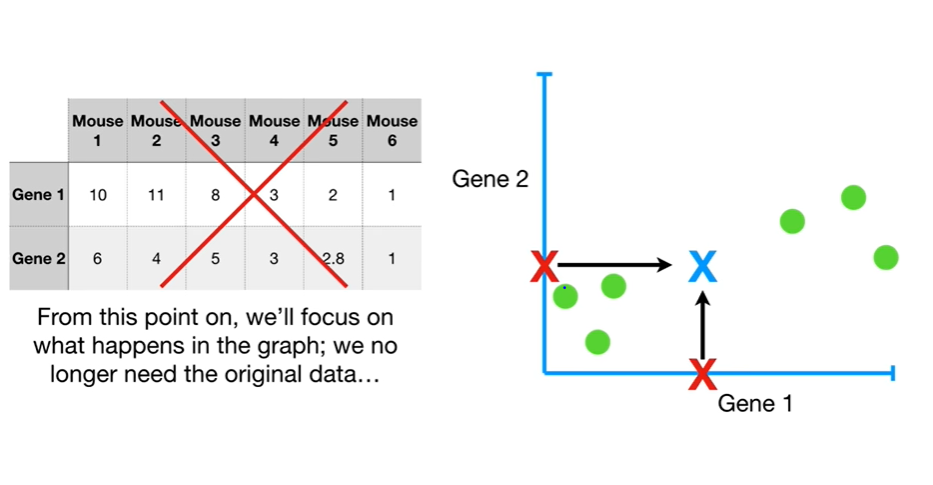 Mouse 1 Mouse 2 Mouse 3 Mouse 4 Mouse 5 Mouse 6
Gene 1 10 11 8 3 2 1
Gene 2 6 4 5 3 2.8 1
From this point on, we’ll focus on
what happens in the graph; we no
longer need the original data…
Gene 2
X X
X
Gene 1